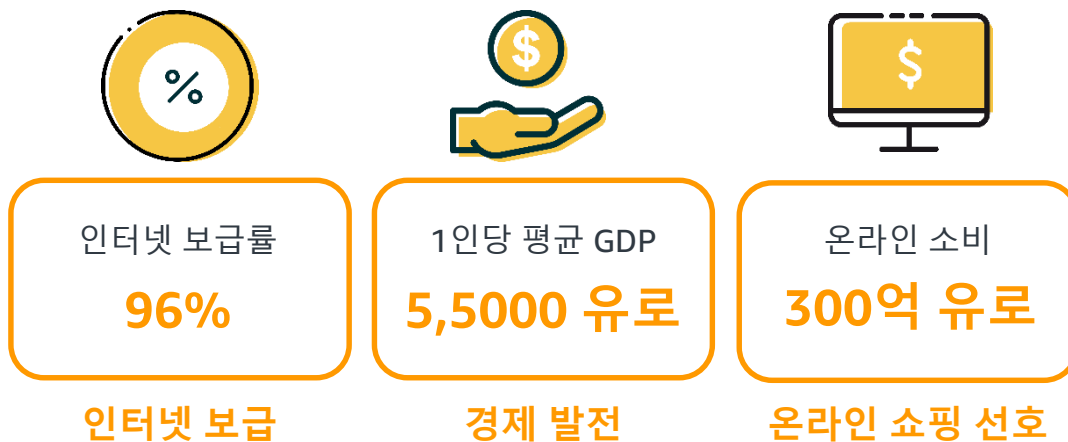 %
$
$
인터넷 보급률
96%
인터넷 보급
1인당 평균 GDP
5,5000 유로
경제 발전
온라인 소비
300억 유로
온라인 쇼핑 선호